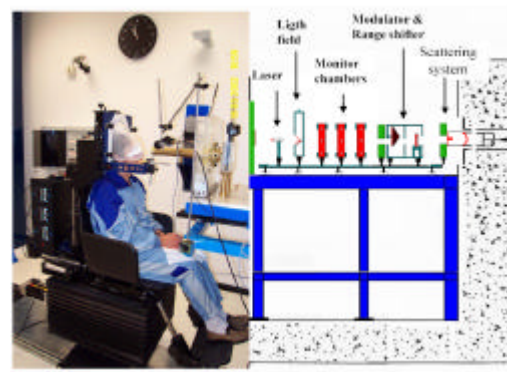 Modulator &
Range shifter
Ligth
field
Monitor
chambers
Scattering
system
Laser